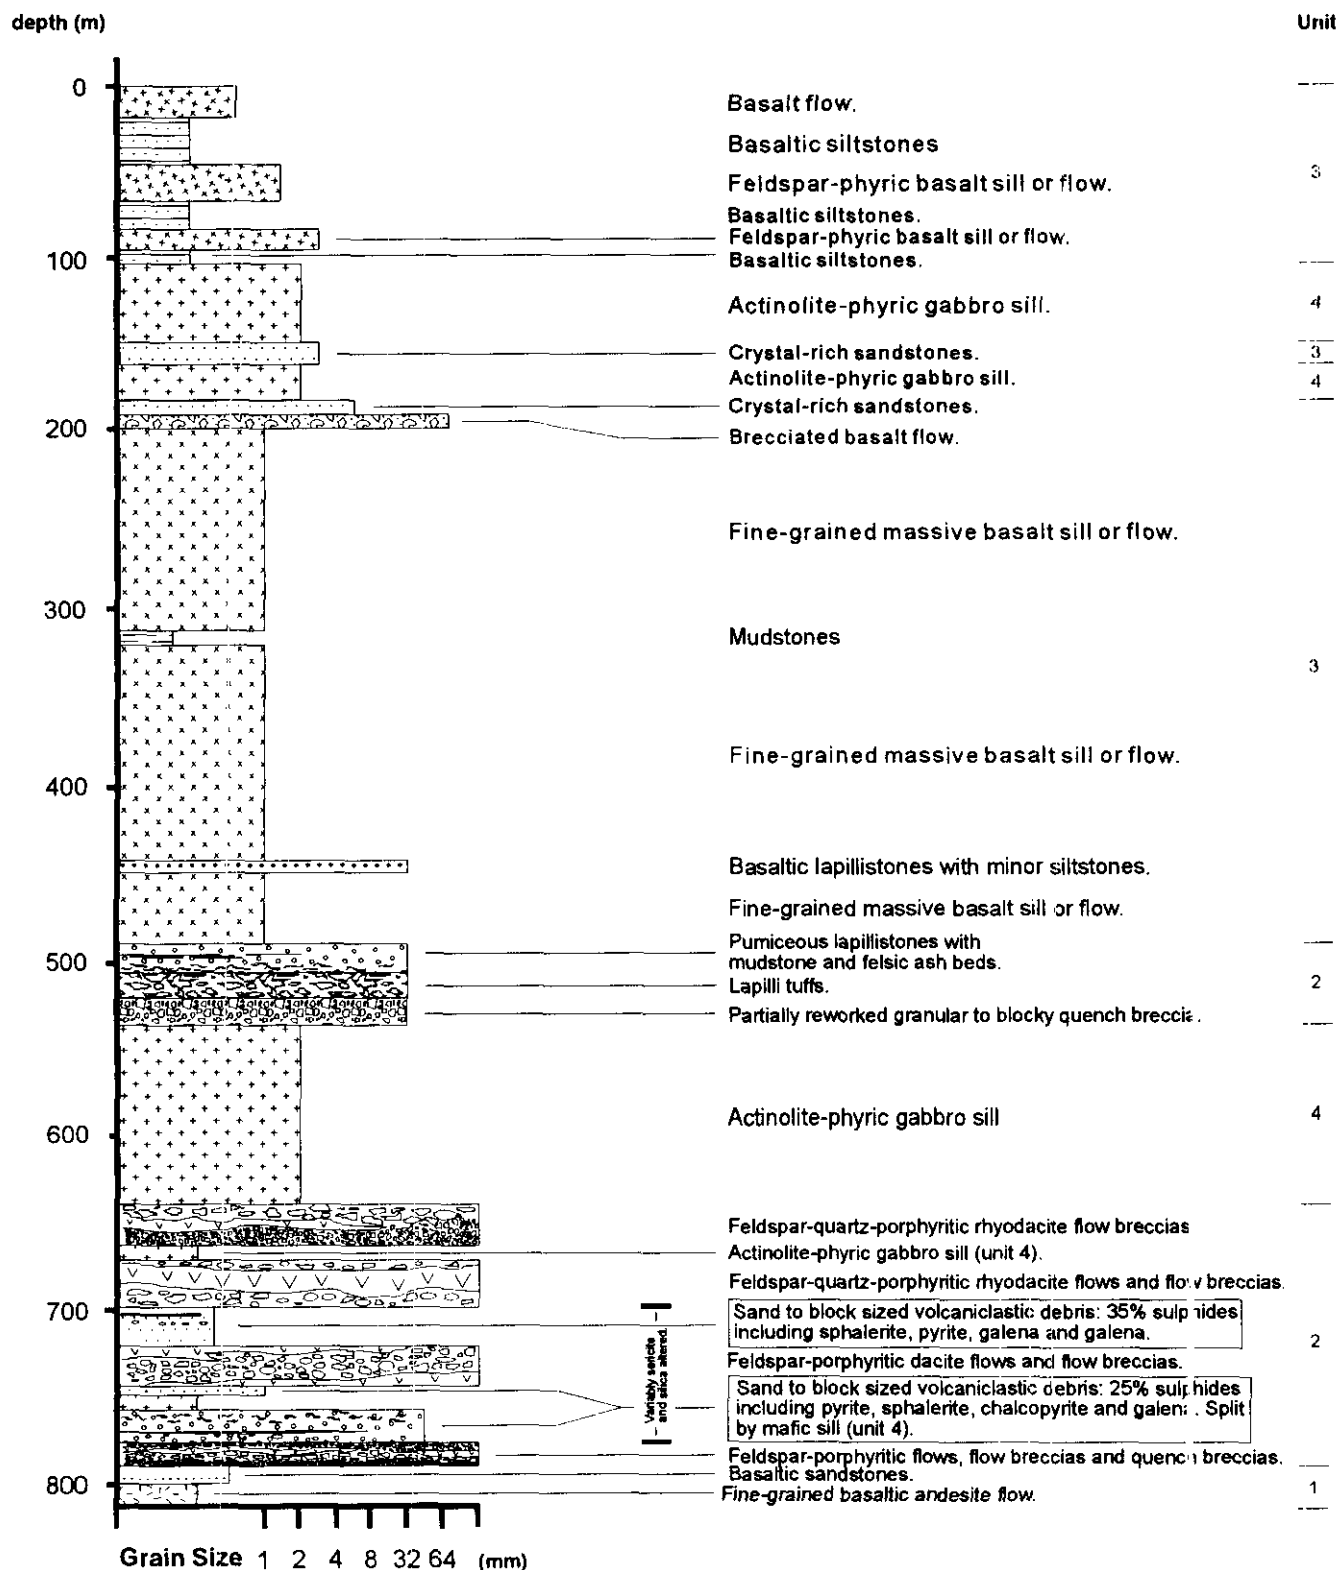 depth (m)
Unit
0
Basalt flow.
Basaltic siltstones
3
Feldspar-phyric basalt sill or flow.
Basaltic siltstones.
Feldspar-phyric basalt sill or flow.
100
Basaltic siltstones.
Actinolite-phyric gabbro sill.
4
Crystal-rich sandstones.
3
Actinolite-phyric gabbro sill.
4
Crystal-rich sandstones.
200
Brecciated basalt flow.
Fine-grained massive basalt sill or flow.
300
Mudstones
3
Fine-grained massive basalt sill or flow.
400
Basaltic lapillistones with minor siltstones.
Fine-grained massive basalt sill or flow.
Pumiceous lapillistones with
mudstone and felsic ash beds.
500
Lapilli tuffs.
2
Partially reworked granular to blocky quench breccia.
Actinolite-phyric gabbro sill
4
600
Feldspar-quartz-porphyritic rhyodacite flow breccias
Actinolite-phyric gabbro sill (unit 4).
Feldspar-quartz-porphyritic rhyodacite flows and flow breccias.
700
Sand to block sized volcaniclastic debris: 35% sulphides
including sphalerite, pyrite, galena and galena.
2
Variably sericite
and silica altered.
Feldspar-porphyritic dacite flows and flow breccias.
Sand to block sized volcaniclastic debris: 25% sulphides
including pyrite, sphalerite, chalcopyrite and galena. Split
by mafic sill (unit 4).
Feldspar-porphyritic flows, flow breccias and quench breccias.
Basaltic sandstones.
800
Fine-grained basaltic andesite flow.
1
Grain Size 1 2 4 8 32 64 (mm)